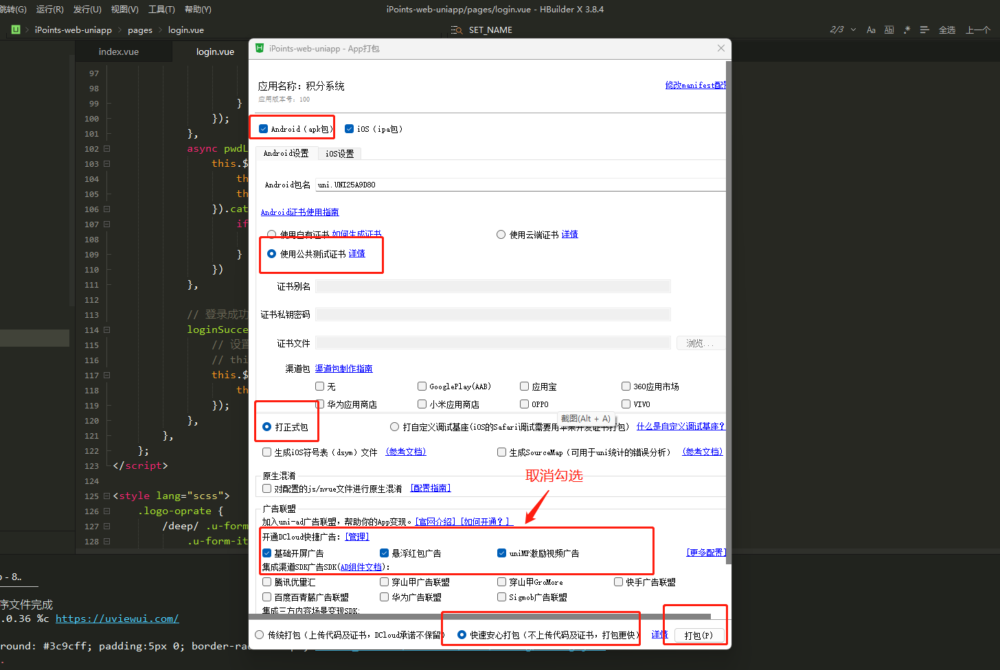 跳转(G) 运行(R) 发行(U) 视图(V) 工具(T) 帮助(Y) iPoints-web-uniapp/pages/login.vue - HBuilder X 3.8.4
iPoints-web-uniapp pages login.vue SET_NAME 2/3 Aa Ab .* 全选 上一个
index.vue login.vue
iPoints-web-uniapp - App打包
97
98
99 }
100 });
101 },
102 async pwdL
103 this.$
104 th
105 th
106 }).cat
107 if
108
109 }
110 })
111 },
112
113 // 登录成功
114 loginSucce
115 // 设置
116 // thi
117 this.$
118 th
119 });
120 },
121 },
122 };
123 </script>
124
125 <style lang="scss">
126 .logo-oprate {
127 /deep/ .u-form
128 .u-form-it
应用名称：积分系统 修改manifest配置
应用版本号：100
Android（apk包） iOS（ipa包）
Android设置 iOS设置
Android包名 uni.UNI25A9D80
Android证书使用指南
使用自有证书 如何生成证书 使用云端证书 详情
使用公共测试证书 详情
证书别名
证书私钥密码
证书文件 浏览...
渠道包 渠道包制作指南
无 GooglePlay(AAB) 应用宝 360应用市场
华为应用商店 小米应用商店 OPPO VIVO
截图(Alt + A)
打正式包 打自定义调试基座(iOS的Safari调试需要用苹果开发证书打包) 什么是自定义调试基座?
生成iOS符号表（dsym）文件 (参考文档) 生成SourceMap（可用于uni统计的错误分析） (参考文档)
取消勾选
原生混淆
对配置的js/nvue文件进行原生混淆 [配置指南]
广告联盟
加入uni-ad广告联盟，帮助你的App变现。[官网介绍] [如何开通？]
开通DCloud快捷广告：[管理]
基础开屏广告 悬浮红包广告 uniMP激励视频广告 [更多配置]
集成渠道SDK广告SDK(AD组件文档):
腾讯优量汇 穿山甲广告联盟 穿山甲GroMore 快手广告联盟
百度百青藤广告联盟 华为广告联盟 Sigmob广告联盟
集成三方内容场景变现SDK:
传统打包（上传代码及证书，DCloud承诺不保留） 快速安心打包（不上传代码及证书，打包更快） 详情 打包(P)
p - 8..
序文件完成
.0.36 %c https://uviewui.com/
round: #3c9cff; padding:5px 0; border-ra